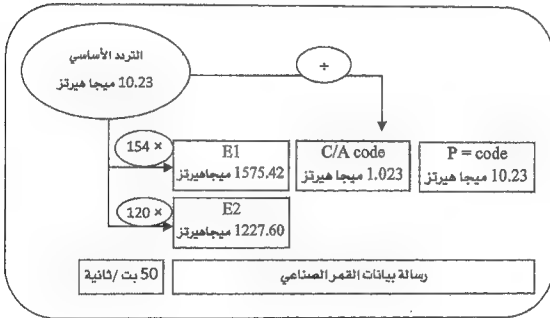 التردد الأساسي
10.23 ميجا هيرتز
÷
154 ×
E1
1575.42 ميجاهيرتز
C/A code
1.023 ميجا هيرتز
P = code
10.23 ميجا هيرتز
120 ×
E2
1227.60 ميجاهيرتز
رسالة بيانات القمر الصناعي
50 بت /ثانية